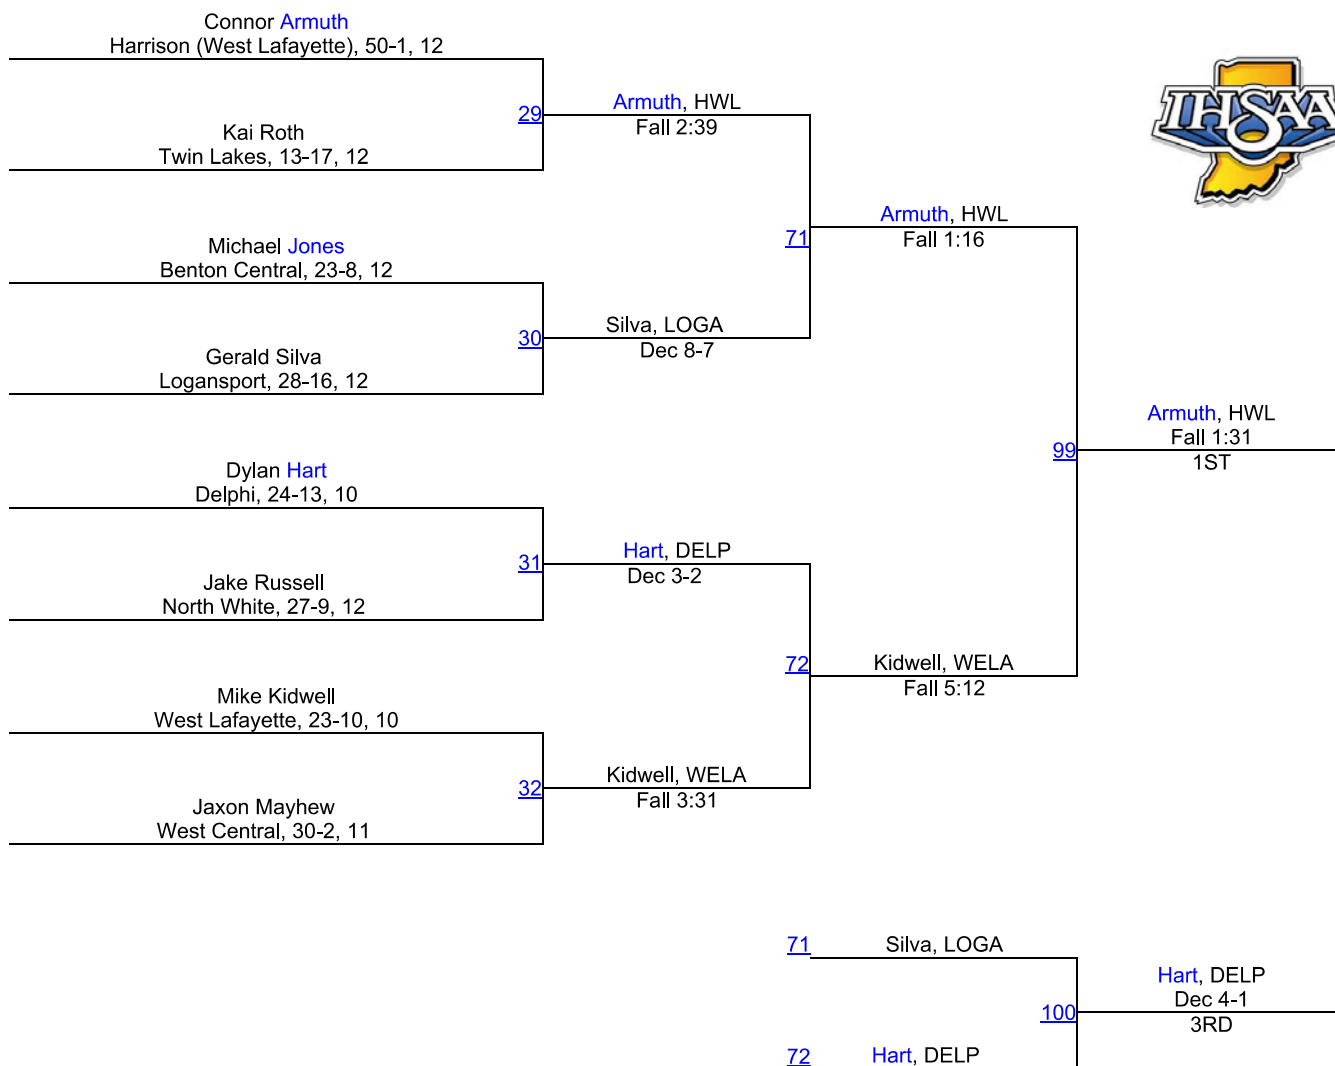 Connor Armuth
Harrison (West Lafayette), 50-1, 12
29
Armuth, HWL
Fall 2:39
Kai Roth
Twin Lakes, 13-17, 12
IHSAA
71
Armuth, HWL
Fall 1:16
Michael Jones
Benton Central, 23-8, 12
30
Silva, LOGA
Dec 8-7
Gerald Silva
Logansport, 28-16, 12
99
Armuth, HWL
Fall 1:31
1ST
Dylan Hart
Delphi, 24-13, 10
31
Hart, DELP
Dec 3-2
Jake Russell
North White, 27-9, 12
72
Kidwell, WELA
Fall 5:12
Mike Kidwell
West Lafayette, 23-10, 10
32
Kidwell, WELA
Fall 3:31
Jaxon Mayhew
West Central, 30-2, 11
71
Silva, LOGA
100
Hart, DELP
Dec 4-1
3RD
72
Hart, DELP